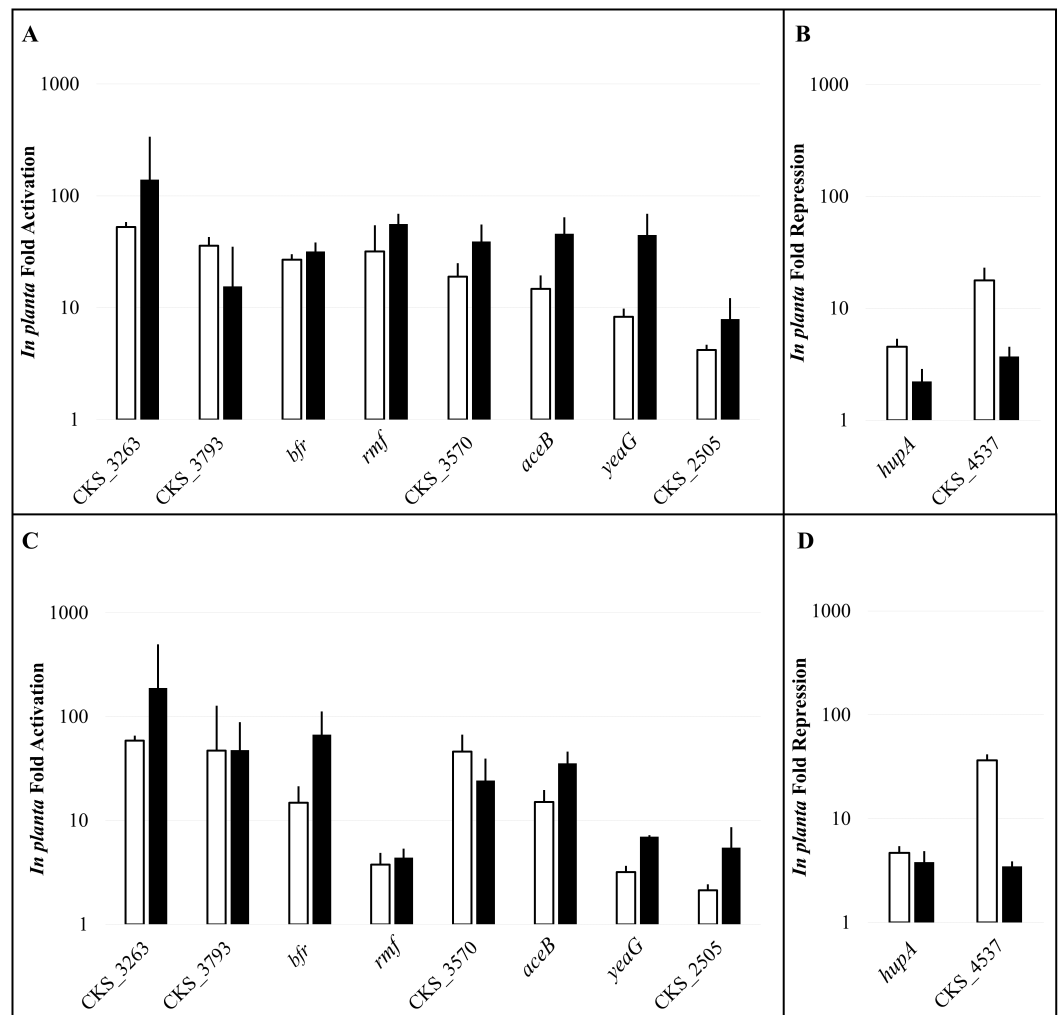 A
In planta Fold Activation
1000
100
10
1
CKS_3263
CKS_3793
bfr
rmf
CKS_3570
aceB
yeaG
CKS_2505
B
In planta Fold Repression
1000
100
10
1
hupA
CKS_4537
C
In planta Fold Activation
1000
100
10
1
CKS_3263
CKS_3793
bfr
rmf
CKS_3570
aceB
yeaG
CKS_2505
D
In planta Fold Repression
1000
100
10
1
hupA
CKS_4537